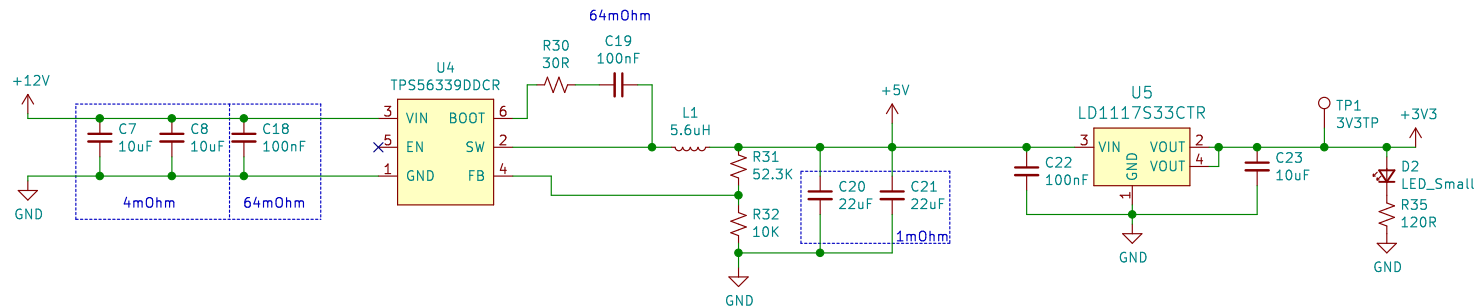 64mOhm
R30
30R
C19
100nF
+12V
U4
TPS56339DDCR
C7
10uF
C8
10uF
C18
100nF
4mOhm
64mOhm
GND
3
VIN
BOOT
6
5
EN
SW
2
1
GND
FB
4
L1
5.6uH
R31
52.3K
R32
10K
GND
+5V
C20
22uF
C21
22uF
1mOhm
C22
100nF
U5
LD1117S33CTR
3
VIN
GND
VOUT
2
VOUT
4
1
GND
C23
10uF
TP1
3V3TP
+3V3
D2
LED_Small
R35
120R
GND